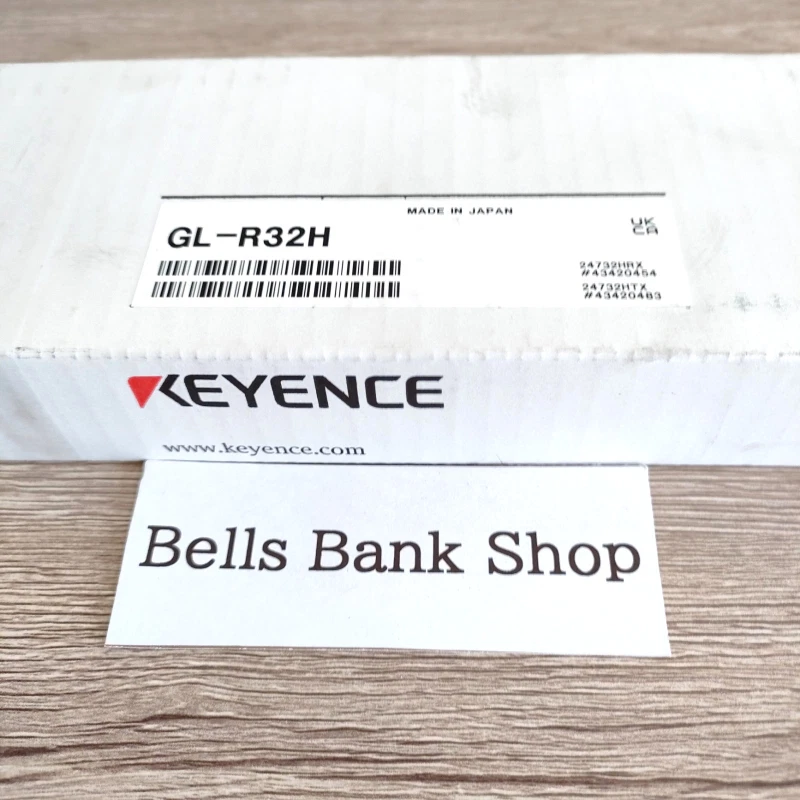 MADE IN JAPAN
UK
CA
GL-R32H
24732HRX
#43420454
24732HTX
#43420483
KEYENCE
www.keyence.com
Bells Bank Shop